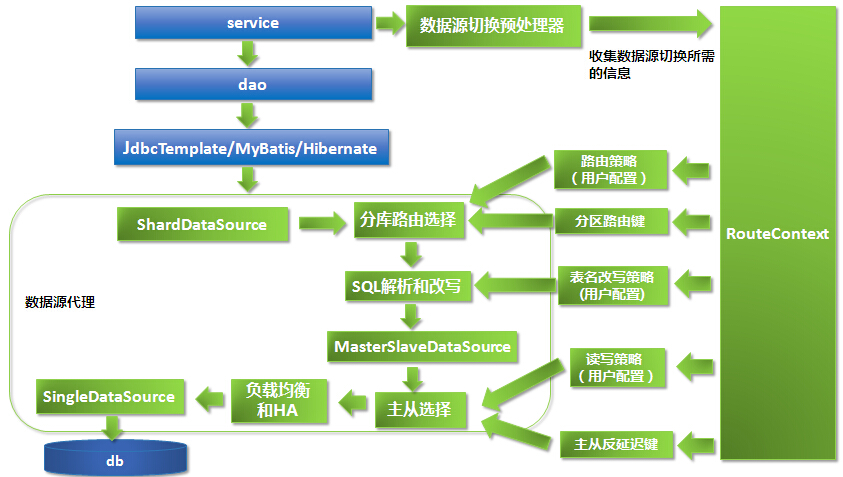 service
数据源切换预处理器
收集数据源切换所需
的信息
dao
JdbcTemplate/MyBatis/Hibernate
路由策略
（用户配置）
ShardDataSource
分库路由选择
分区路由键
RouteContext
SQL解析和改写
表名改写策略
(用户配置)
数据源代理
MasterSlaveDataSource
读写策略
（用户配置）
SingleDataSource
负载均衡
和HA
主从选择
主从反延迟键
db